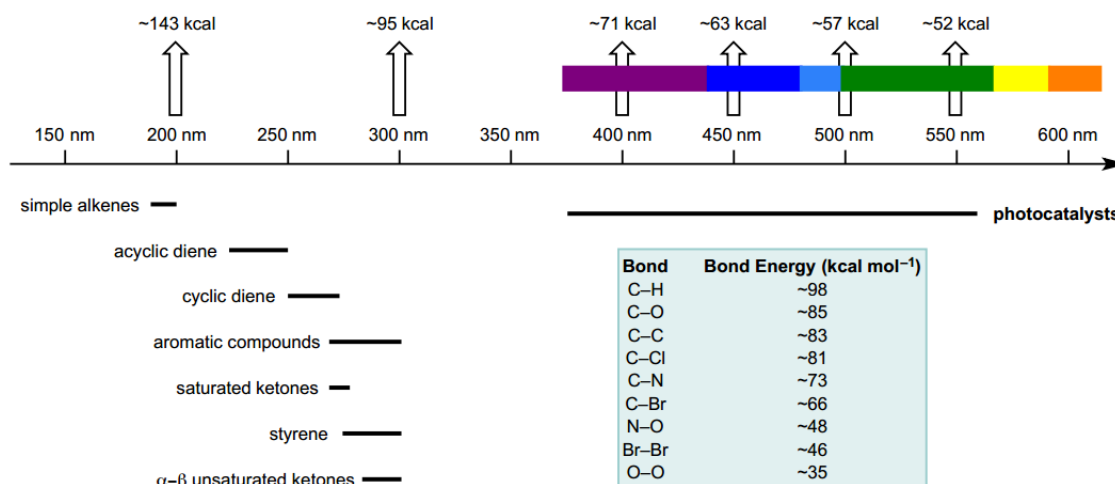 ~143 kcal ~95 kcal ~71 kcal ~63 kcal ~57 kcal ~52 kcal
150 nm 200 nm 250 nm 300 nm 350 nm 400 nm 450 nm 500 nm 550 nm 600 nm
simple alkenes
photocatalysts
acyclic diene
cyclic diene
aromatic compounds
saturated ketones
styrene
α–β unsaturated ketones
Bond Bond Energy (kcal mol⁻¹)
C–H ~98
C–O ~85
C–C ~83
C–Cl ~81
C–N ~73
C–Br ~66
N–O ~48
Br–Br ~46
O–O ~35